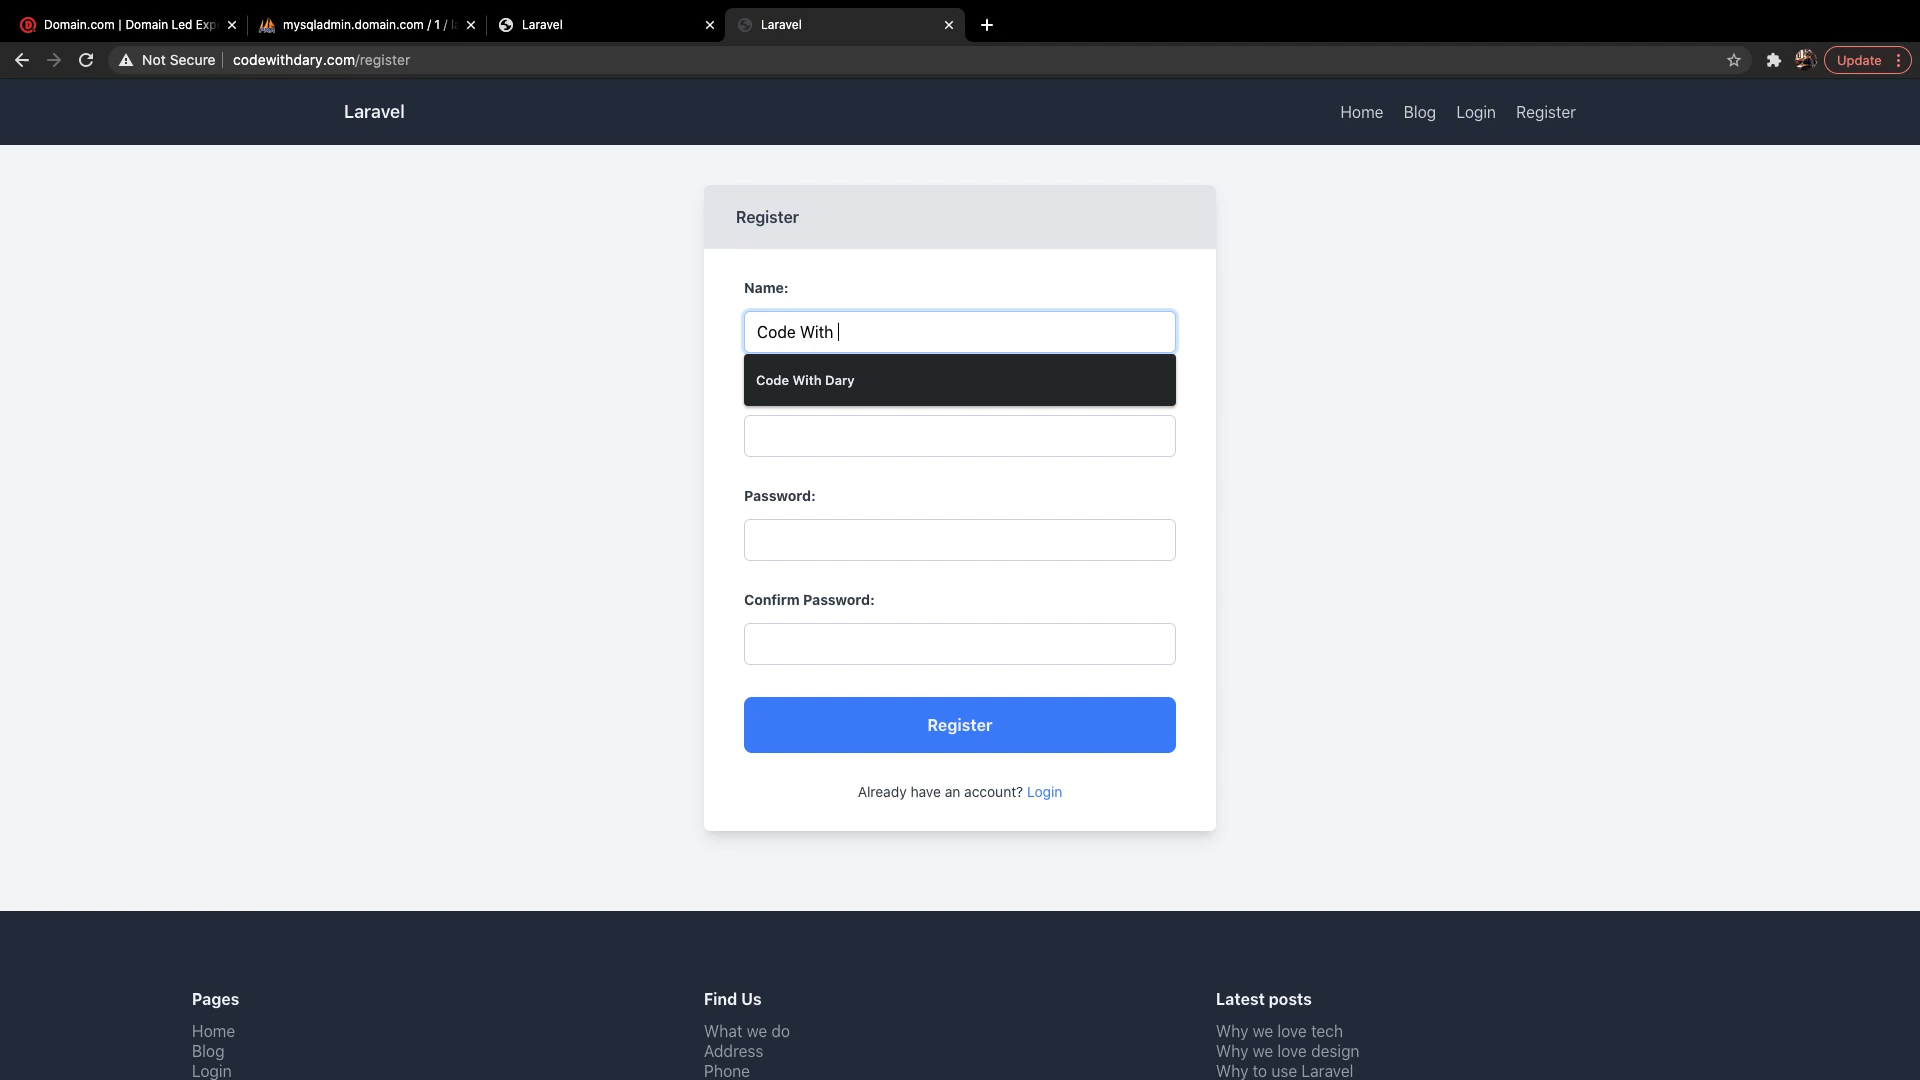 Domain.com | Domain Led Exp
mysqladmin.domain.com / 1 /
Laravel
Laravel
Not Secure
codewithdary.com/register
Update
Laravel
Home
Blog
Login
Register
Register
Name:
Code With
Code With Dary
Password:
Confirm Password:
Register
Already have an account? Login
Pages
Home
Blog
Login
Find Us
What we do
Address
Phone
Latest posts
Why we love tech
Why we love design
Why to use Laravel